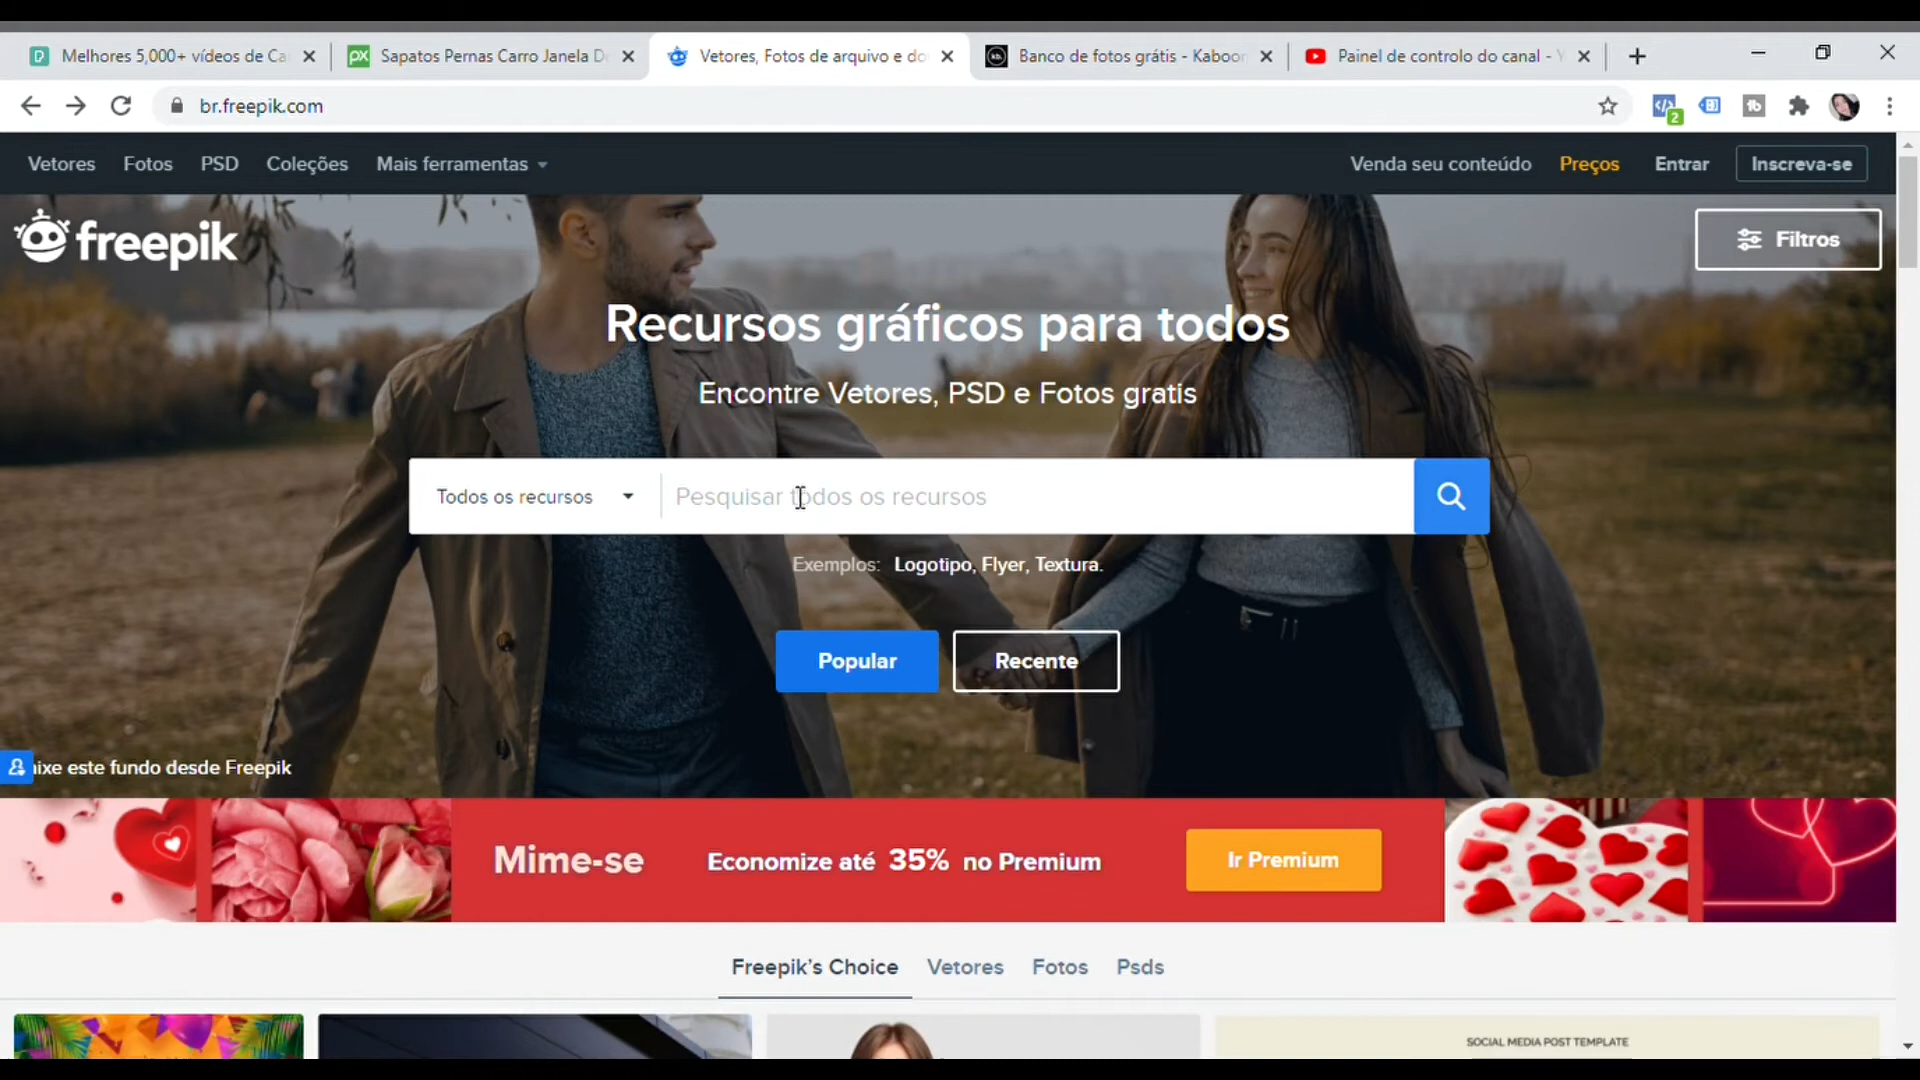 Melhores 5,000+ vídeos de Ca
Sapatos Pernas Carro Janela De
Vetores, Fotos de arquivo e do
Banco de fotos grátis - Kaboom
Painel de controlo do canal - Y
br.freepik.com
2
Vetores Fotos PSD Coleções Mais ferramentas
Venda seu conteúdo Preços Entrar Inscreva-se
freepik
Filtros
Recursos gráficos para todos
Encontre Vetores, PSD e Fotos gratis
Todos os recursos
Pesquisar todos os recursos
Exemplos: Logotipo, Flyer, Textura.
Popular
Recente
ixe este fundo desde Freepik
Mime-se
Economize até 35% no Premium
Ir Premium
Freepik's Choice Vetores Fotos Psds
SOCIAL MEDIA POST TEMPLATE